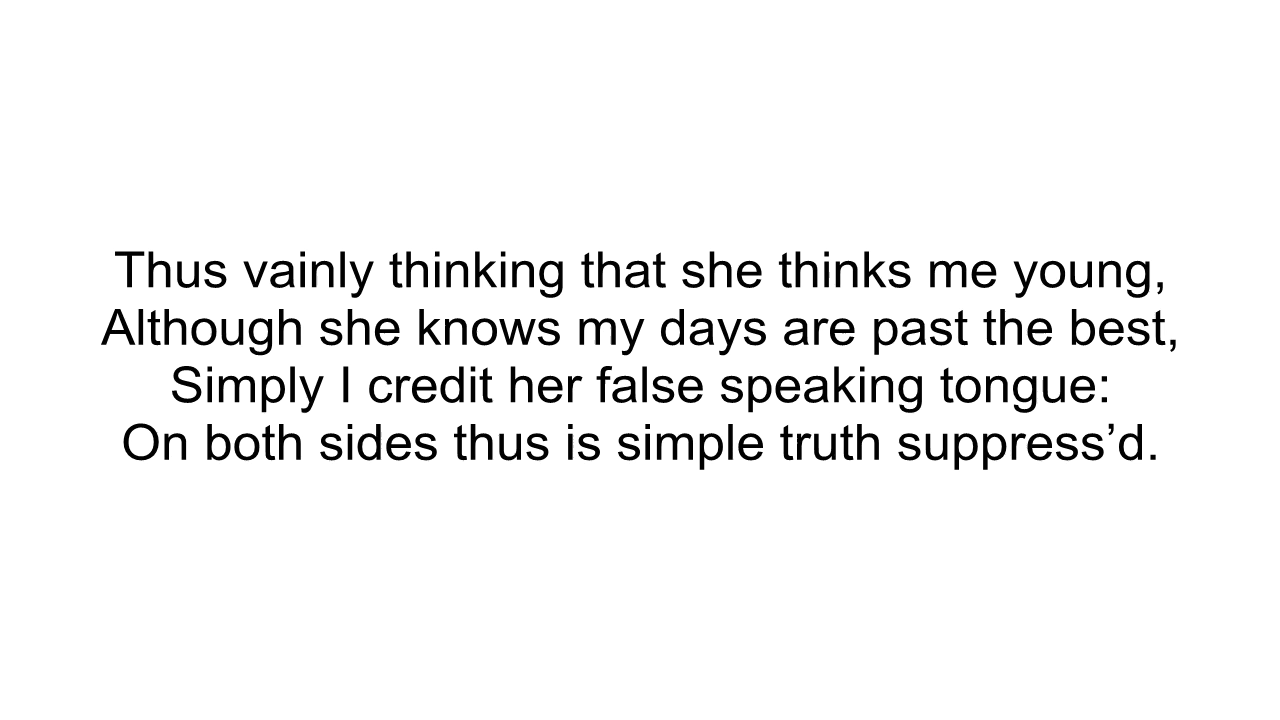 Thus vainly thinking that she thinks me young,
Although she knows my days are past the best,
Simply I credit her false speaking tongue:
On both sides thus is simple truth suppress’d.